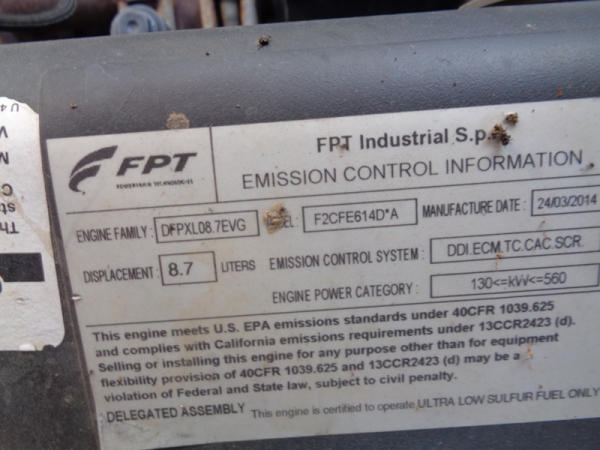 FPT
POWERTRAIN TECHNOLOGIES
FPT Industrial S.p.
EMISSION CONTROL INFORMATION
ENGINE FAMILY : DFPXL08.7EVG F2CFE614D*A MANUFACTURE DATE : 24/03/2014
DISPLACEMENT : 8.7 LITERS EMISSION CONTROL SYSTEM : DDI.ECM.TC.CAC.SCR.
ENGINE POWER CATEGORY : 130<=kW<=560
This engine meets U.S. EPA emissions standards under 40CFR 1039.625
and complies with California emissions requirements under 13CCR2423 (d).
Selling or installing this engine for any purpose other than for equipment
flexibility provision of 40CFR 1039.625 and 13CCR2423 (d) may be a
violation of Federal and State law, subject to civil penalty.
DELEGATED ASSEMBLY This engine is certified to operate ULTRA LOW SULFUR FUEL ONLY